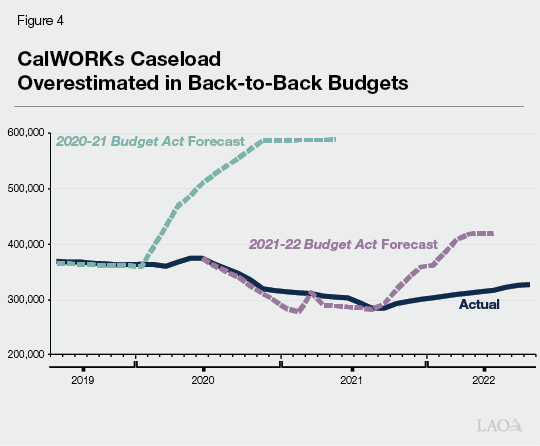 Figure 4
CalWORKs Caseload
Overestimated in Back-to-Back Budgets
600,000
2020-21 Budget Act Forecast
500,000
400,000
2021-22 Budget Act Forecast
300,000
Actual
200,000
2019
2020
2021
2022
LAO